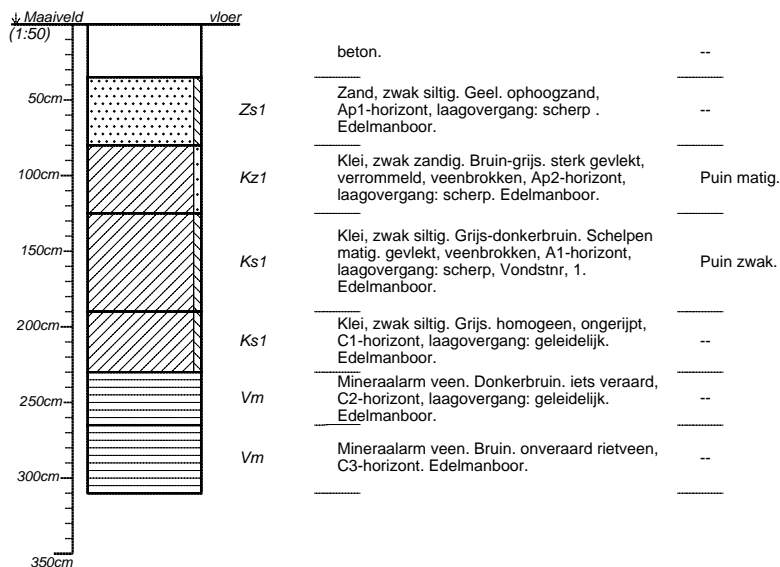 Maaiveld vloer
(1:50)
beton. --
50cm
Zs1
Zand, zwak siltig. Geel. ophoogzand,
Ap1-horizont, laagovergang: scherp .
Edelmanboor.
--
100cm
Kz1
Klei, zwak zandig. Bruin-grijs. sterk gevlekt,
verrommeld, veenbrokken, Ap2-horizont,
laagovergang: scherp. Edelmanboor.
Puin matig.
150cm
Ks1
Klei, zwak siltig. Grijs-donkerbruin. Schelpen
matig. gevlekt, veenbrokken, A1-horizont,
laagovergang: scherp, Vondstnr, 1.
Edelmanboor.
Puin zwak.
200cm
Ks1
Klei, zwak siltig. Grijs. homogeen, ongerijpt,
C1-horizont, laagovergang: geleidelijk.
Edelmanboor.
--
250cm
Vm
Mineraalarm veen. Donkerbruin. iets veraard,
C2-horizont, laagovergang: geleidelijk.
Edelmanboor.
--
Vm
Mineraalarm veen. Bruin. onveraard rietveen,
C3-horizont. Edelmanboor.
--
300cm
350cm